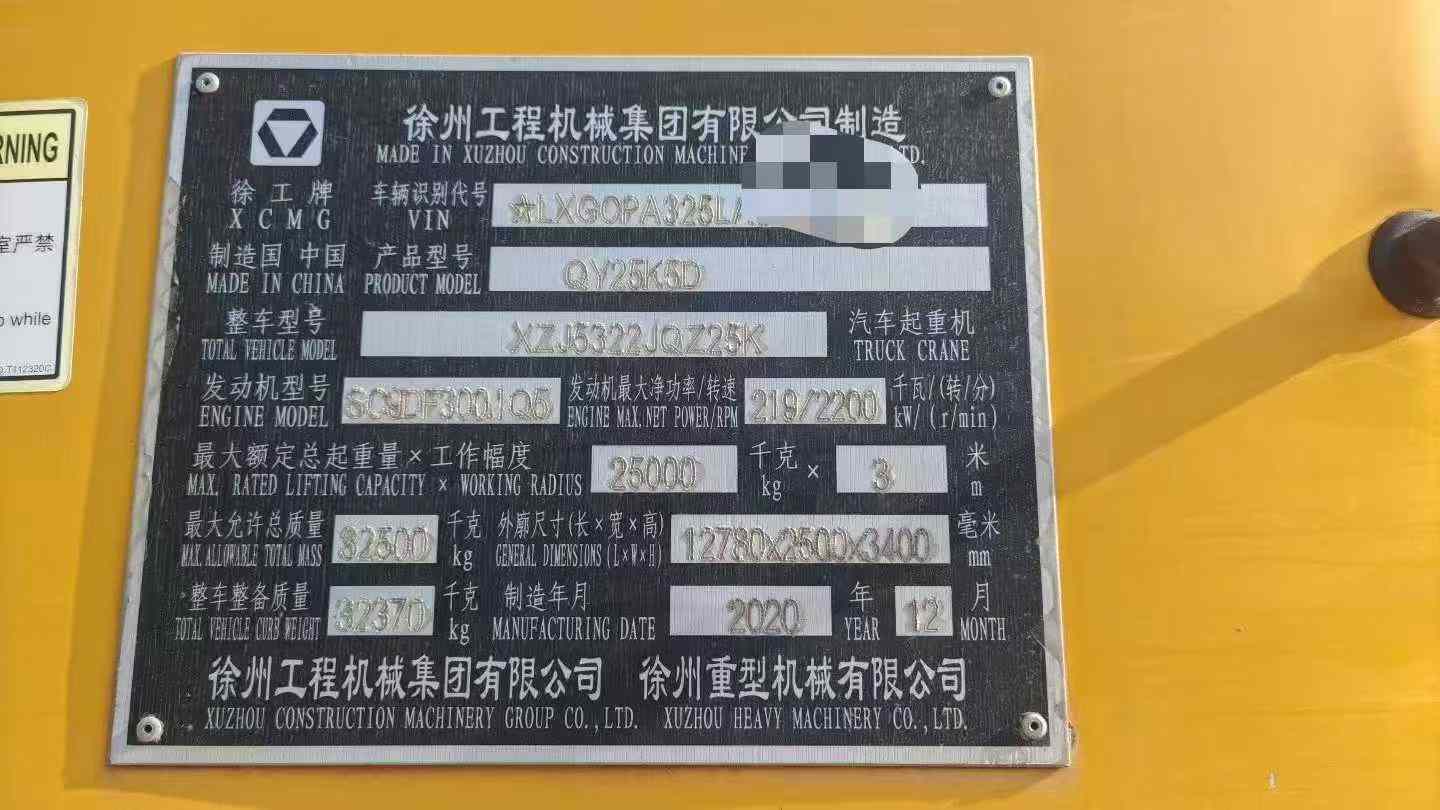 RNING
室严禁
o while
T412320C
徐州工程机械集团有限公司制造
MADE IN XUZHOU CONSTRUCTION MACHINE TD.
徐工牌 车辆识别代号
XCMG VIN ☆LXGCPA325LA
制造国 中国 产品型号 QY25K5D
MADE IN CHINA PRODUCT MODEL
整车型号 XZJ5322JQZ25K 汽车起重机
TOTAL VEHICLE MODEL TRUCK CRANE
发动机型号 SC9DF300.1Q5 发动机最大净功率/转速 219/2200 千瓦/(转/分)
ENGINE MODEL ENGINE MAX.NET POWER/RPM kW/(r/min)
最大额定总起重量×工作幅度 25000 千克 × 3 米
MAX. RATED LIFTING CAPACITY × WORKING RADIUS kg m
最大允许总质量 32500 千克 外廓尺寸(长×宽×高) 12780x2500x3400 毫米
MAX ALLOWABLE TOTAL MASS kg GENERAL DIMENSIONS (L×W×H) mm
整车整备质量 32370 千克 制造年月 2020 年 12 月
TOTAL VEHICLE CURB WEIGHT kg MANUFACTURING DATE YEAR MONTH
徐州工程机械集团有限公司 徐州重型机械有限公司
XUZHOU CONSTRUCTION MACHINERY GROUP CO.,LTD. XUZHOU HEAVY MACHINERY CO.,LTD.